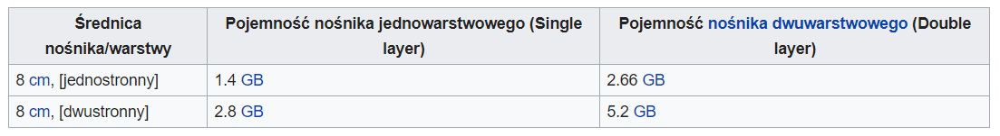 Średnica
nośnika/warstwy
Pojemność nośnika jednowarstwowego (Single
layer)
Pojemność nośnika dwuwarstwowego (Double
layer)
8 cm, [jednostronny]
1.4 GB
2.66 GB
8 cm, [dwustronny]
2.8 GB
5.2 GB